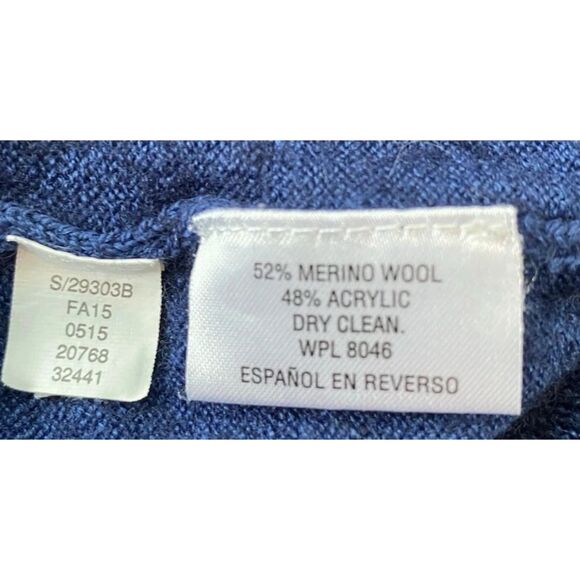 S/29303B
FA15
0515
20768
32441
52% MERINO WOOL
48% ACRYLIC
DRY CLEAN.
WPL 8046
ESPAÑOL EN REVERSO